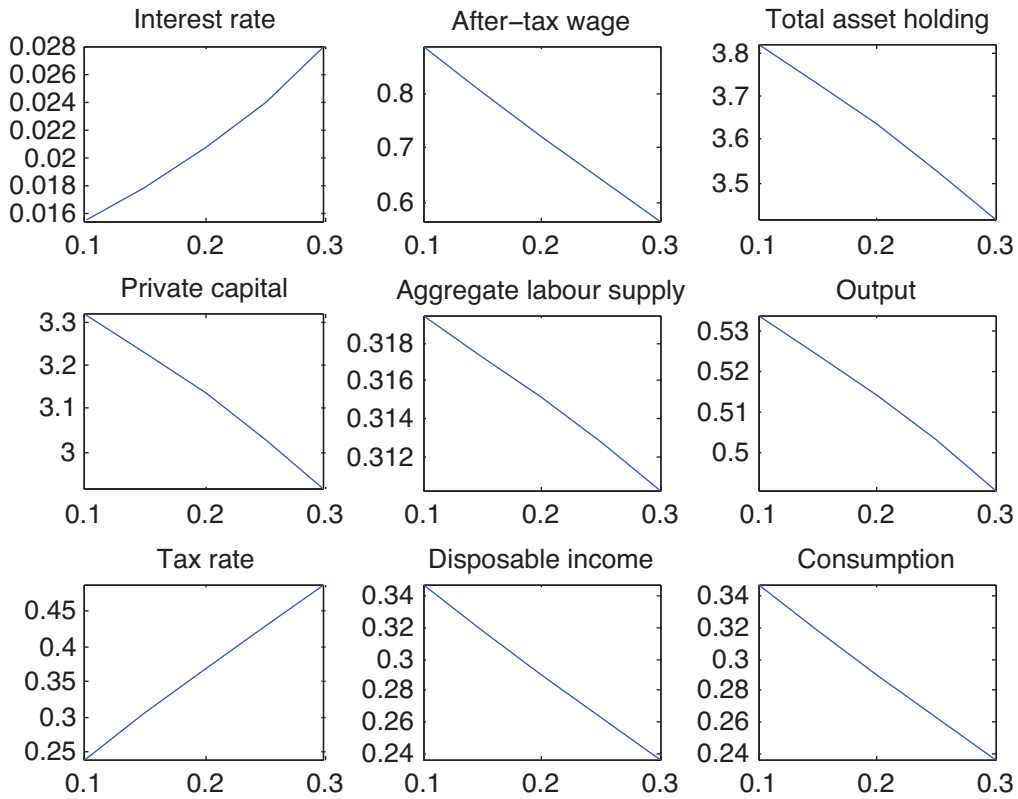 Interest rate
0.028
0.026
0.024
0.022
0.02
0.018
0.016
0.1 0.2 0.3
After−tax wage
0.8
0.7
0.6
0.1 0.2 0.3
Total asset holding
3.8
3.7
3.6
3.5
0.1 0.2 0.3
Private capital
3.3
3.2
3.1
3
0.1 0.2 0.3
Aggregate labour supply
0.318
0.316
0.314
0.312
0.1 0.2 0.3
Output
0.53
0.52
0.51
0.5
0.1 0.2 0.3
Tax rate
0.45
0.4
0.35
0.3
0.25
0.1 0.2 0.3
Disposable income
0.34
0.32
0.3
0.28
0.26
0.24
0.1 0.2 0.3
Consumption
0.34
0.32
0.3
0.28
0.26
0.24
0.1 0.2 0.3